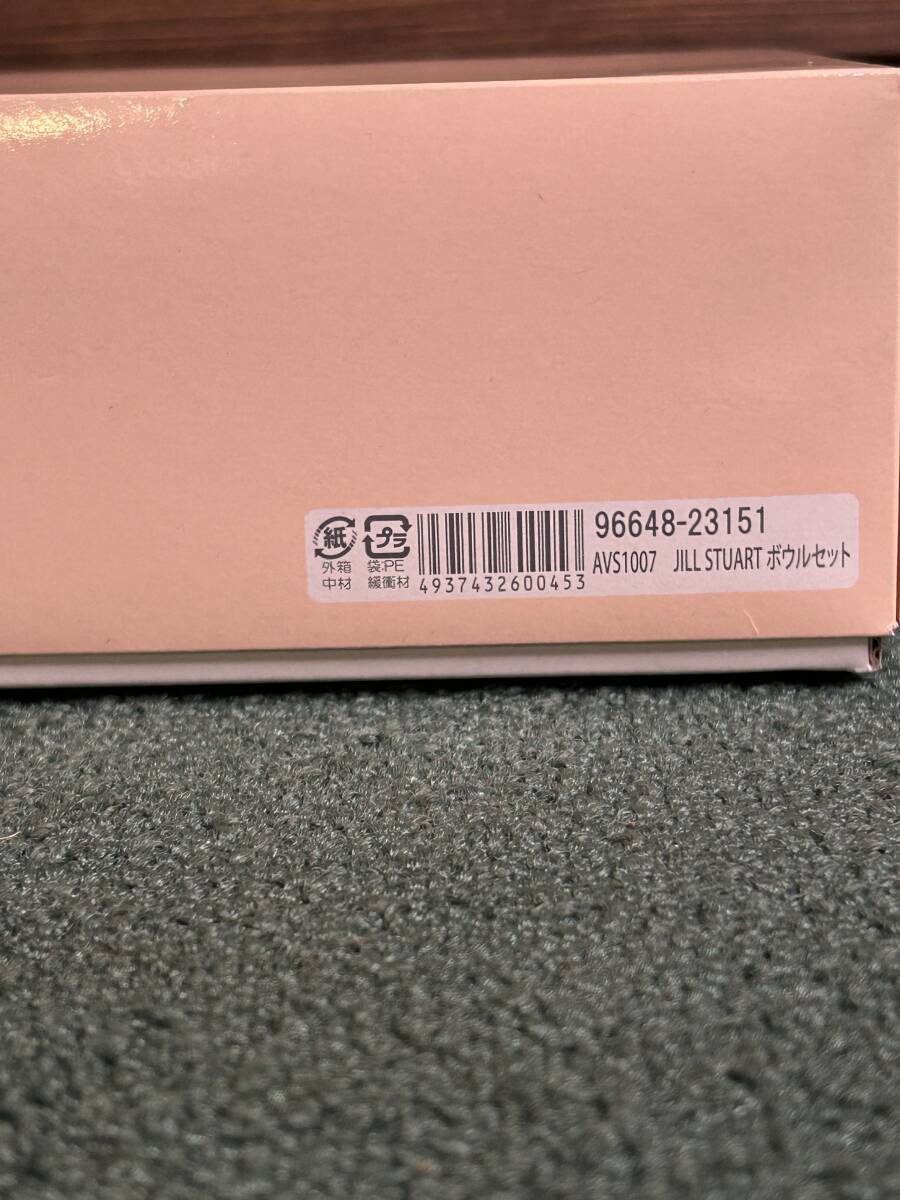 紙 プラ
外箱 袋:PE
中材 緩衝材
4937432600453
96648-23151
AVS1007 JILL STUART ボウルセット